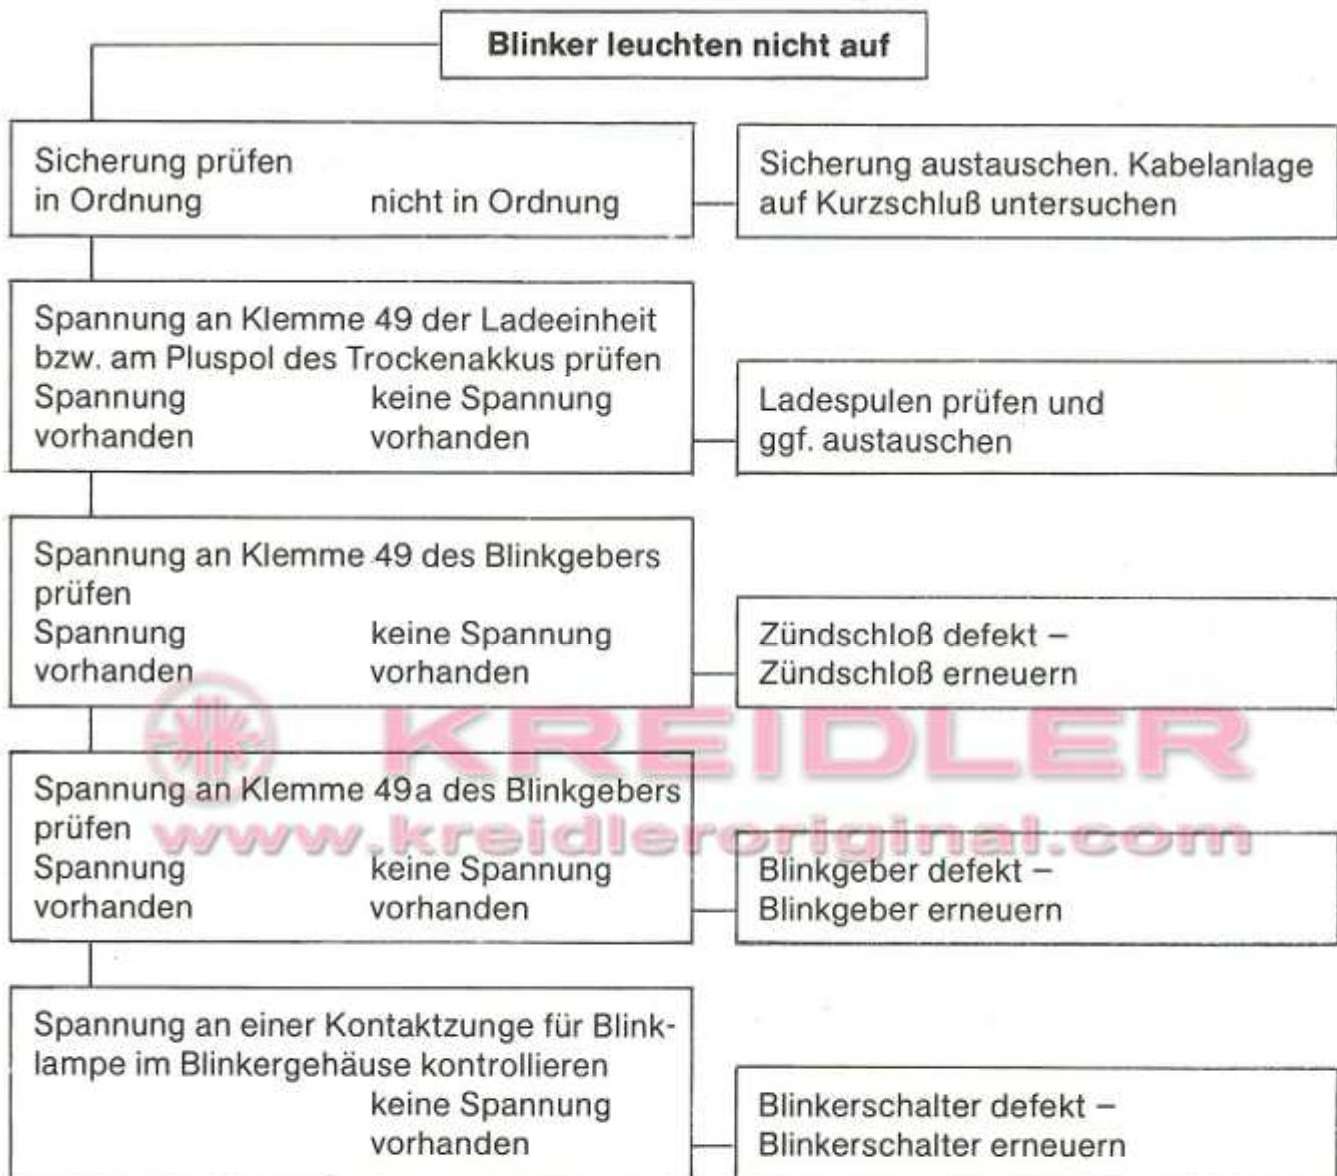 Blinker leuchten nicht auf
Sicherung prüfen
in Ordnung nicht in Ordnung
Sicherung austauschen. Kabelanlage
auf Kurzschluß untersuchen
Spannung an Klemme 49 der Ladeeinheit
bzw. am Pluspol des Trockenakkus prüfen
Spannung keine Spannung
vorhanden vorhanden
Ladespulen prüfen und
ggf. austauschen
Spannung an Klemme 49 des Blinkgebers
prüfen
Spannung keine Spannung
vorhanden vorhanden
Zündschloß defekt –
Zündschloß erneuern
KREIDLER
www.kreidleroriginal.com
Spannung an Klemme 49a des Blinkgebers
prüfen
Spannung keine Spannung
vorhanden vorhanden
Blinkgeber defekt –
Blinkgeber erneuern
Spannung an einer Kontaktzunge für Blink-
lampe im Blinkergehäuse kontrollieren
keine Spannung
vorhanden
Blinkerschalter defekt –
Blinkerschalter erneuern